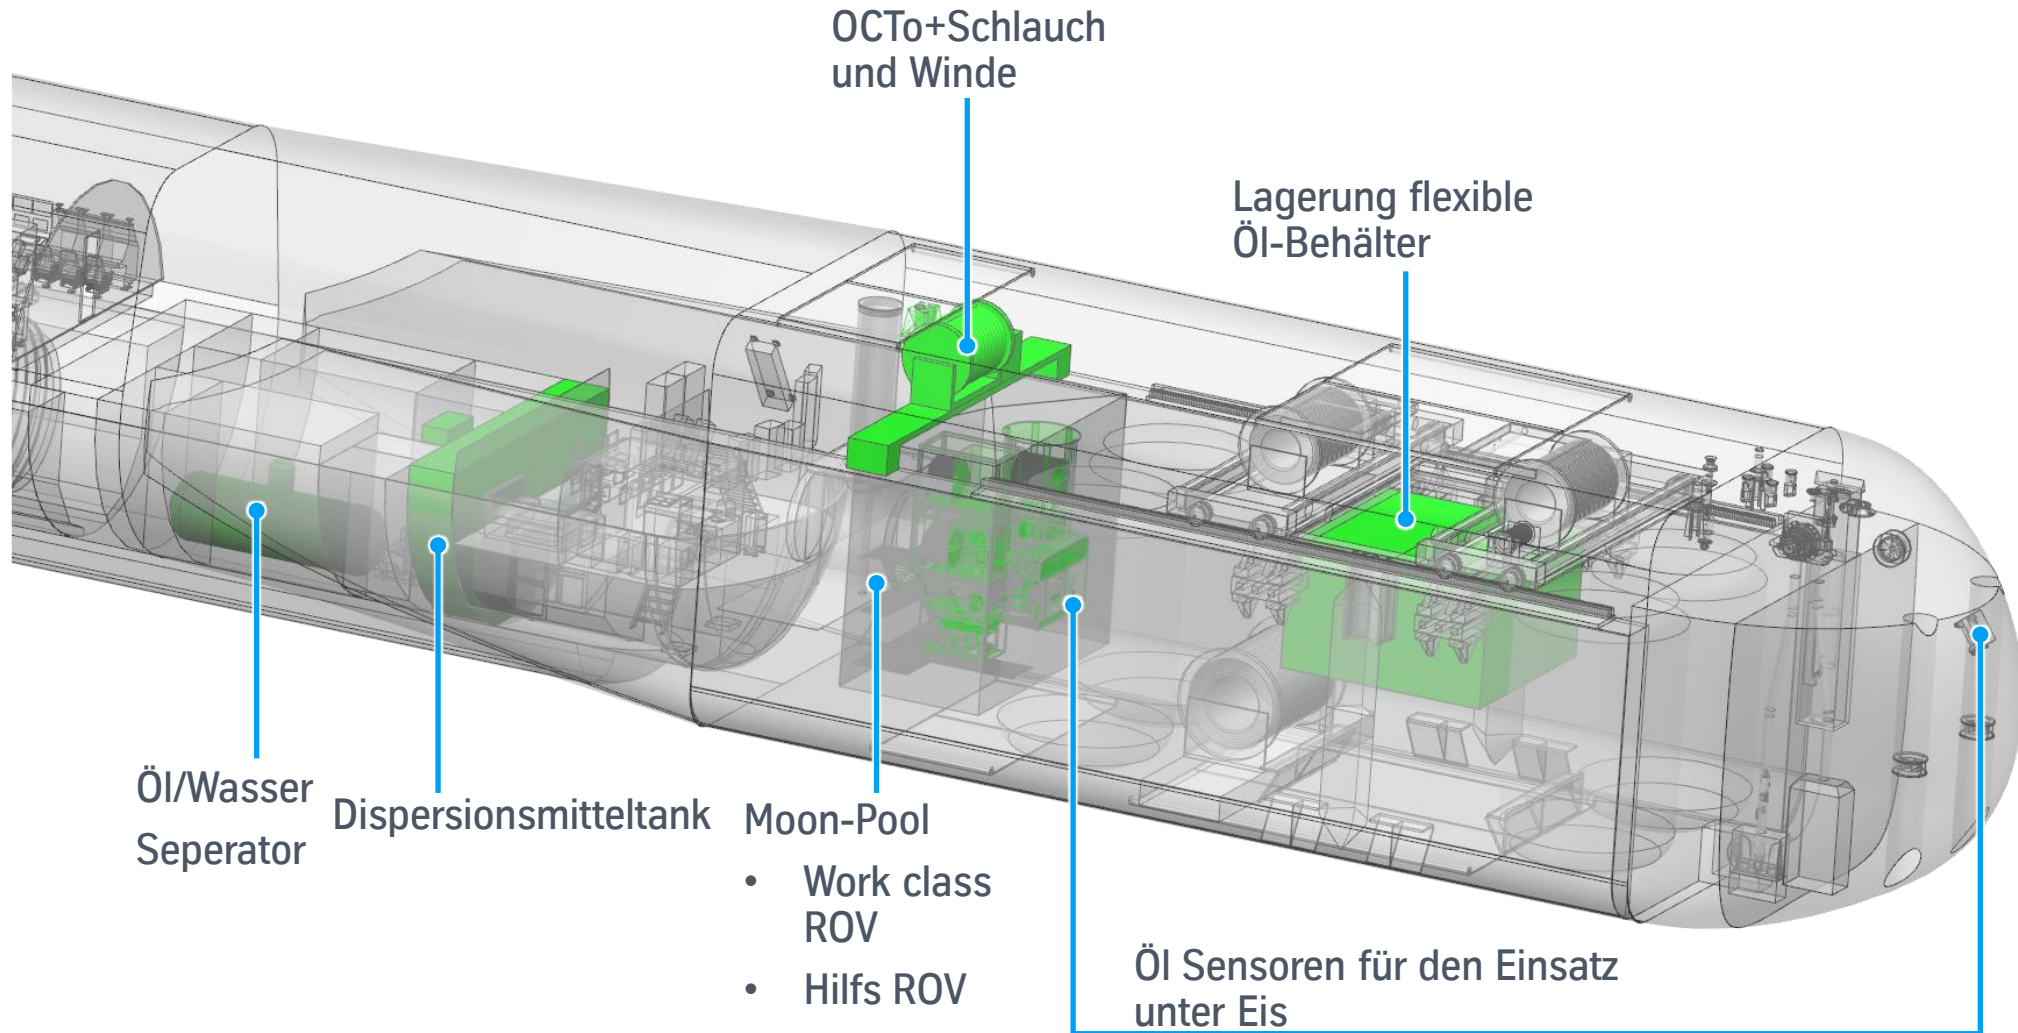 OCTo+Schlauch
und Winde
Lagerung flexible
Öl-Behälter
Öl/Wasser
Seperator
Dispersionsmitteltank
Moon-Pool
• Work class
ROV
• Hilfs ROV
Öl Sensoren für den Einsatz
unter Eis